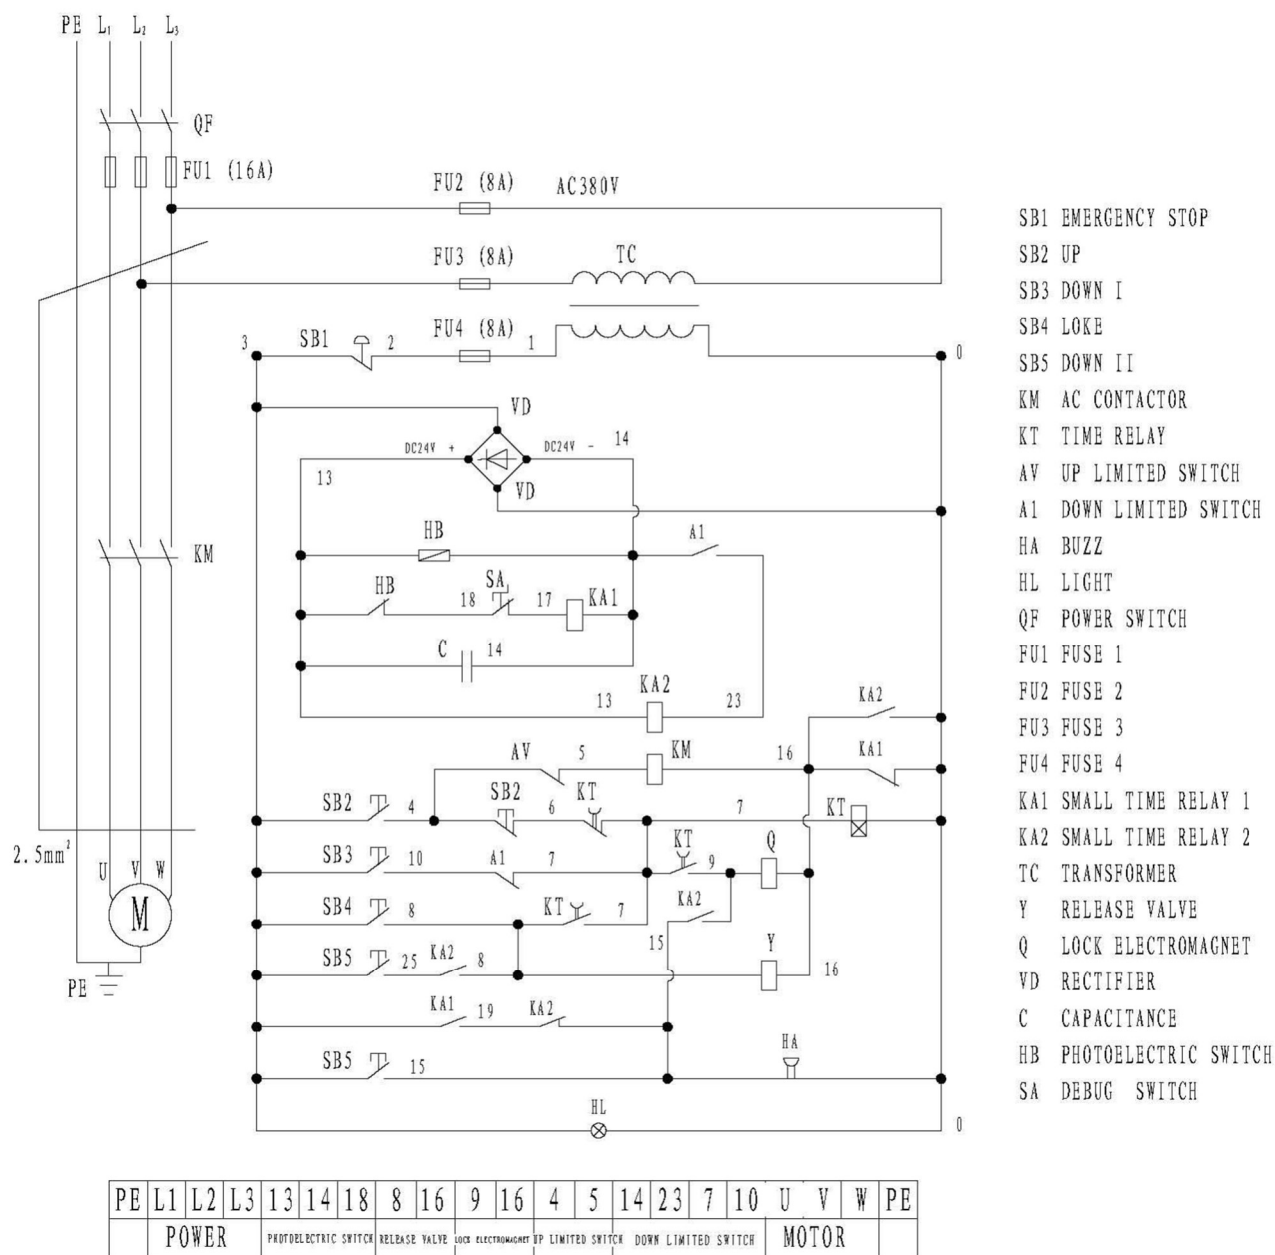 PE L₁ L₂ L₃
QF
FU1 (16A)
FU2 (8A) AC380V
FU3 (8A) TC
3 SB1 2 FU4 (8A) 1 0
VD
DC24V + DC24V - 14
13 VD
HB A1
KM
HB 18 SA 17 KA1
C 14
13 KA2 23 KA2
AV 5 KM 16 KA1
SB2 4 SB2 6 KT 7 KT
2.5mm²
SB3 10 A1 7 KT 9 Q
U V W
M
SB4 8 KT 7 KA2
15
SB5 25 KA2 8 Y 16
PE
KA1 19 KA2
SB5 15 HA
HL 0
SB1 EMERGENCY STOP
SB2 UP
SB3 DOWN I
SB4 LOKE
SB5 DOWN II
KM AC CONTACTOR
KT TIME RELAY
AV UP LIMITED SWITCH
A1 DOWN LIMITED SWITCH
HA BUZZ
HL LIGHT
QF POWER SWITCH
FU1 FUSE 1
FU2 FUSE 2
FU3 FUSE 3
FU4 FUSE 4
KA1 SMALL TIME RELAY 1
KA2 SMALL TIME RELAY 2
TC TRANSFORMER
Y RELEASE VALVE
Q LOCK ELECTROMAGNET
VD RECTIFIER
C CAPACITANCE
HB PHOTOELECTRIC SWITCH
SA DEBUG SWITCH
PE L1 L2 L3 13 14 18 8 16 9 16 4 5 14 23 7 10 U V W PE
POWER PHOTOELECTRIC SWITCH RELEASE VALVE LOCK ELECTROMAGNET UP LIMITED SWITCH DOWN LIMITED SWITCH MOTOR